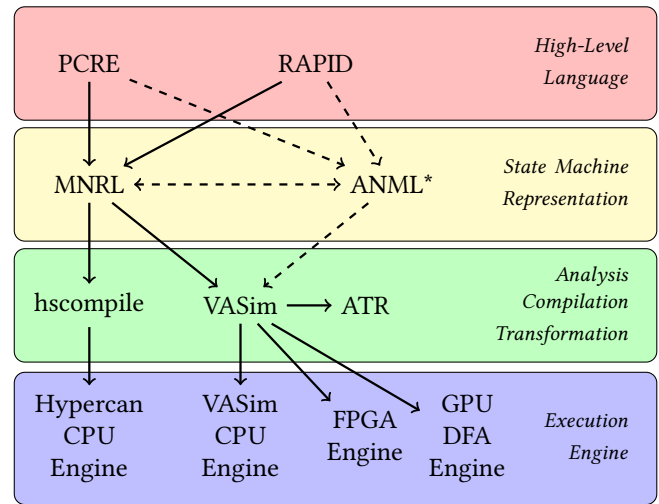 PCRE
RAPID
High-Level
Language
MNRL
ANML*
State Machine
Representation
hscompile
VASim
ATR
Analysis
Compilation
Transformation
Hypercan
CPU
Engine
VASim
CPU
Engine
FPGA
Engine
GPU
DFA
Engine
Execution
Engine